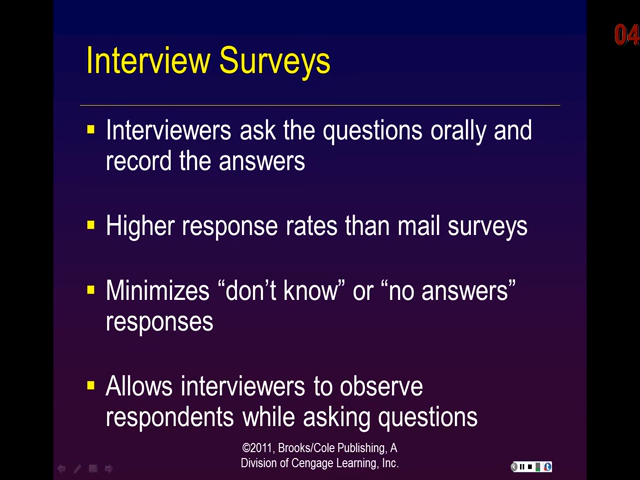 04
Interview Surveys
▪ Interviewers ask the questions orally and
record the answers
▪ Higher response rates than mail surveys
▪ Minimizes “don’t know” or “no answers”
responses
▪ Allows interviewers to observe
respondents while asking questions
©2011, Brooks/Cole Publishing, A
Division of Cengage Learning, Inc.